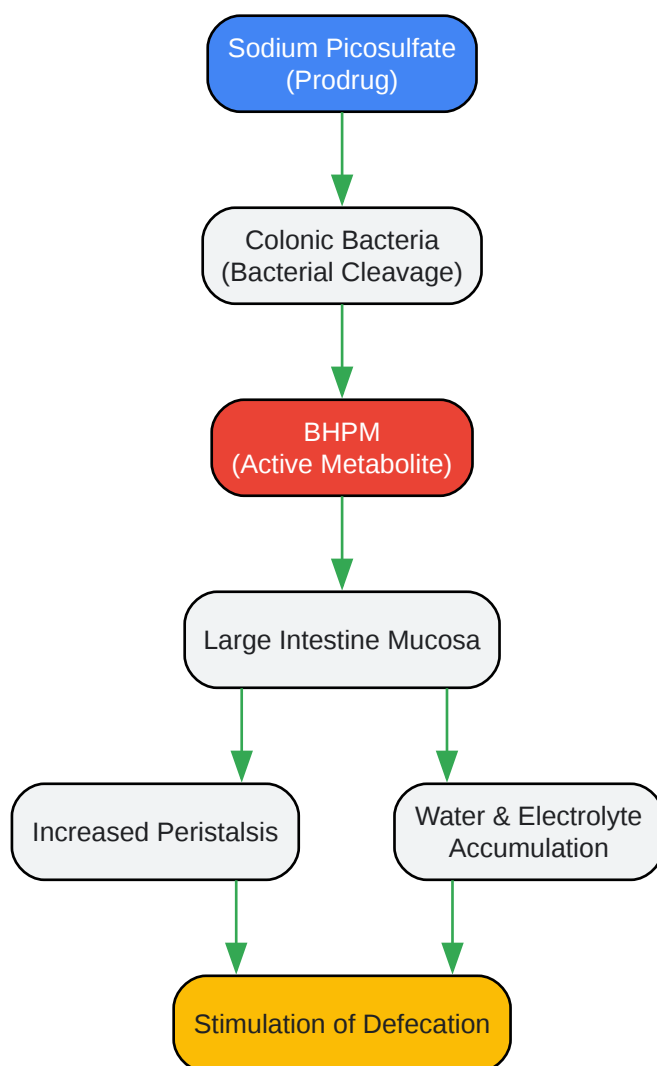 Sodium Picosulfate
(Prodrug)
Colonic Bacteria
(Bacterial Cleavage)
BHPM
(Active Metabolite)
Large Intestine Mucosa
Increased Peristalsis
Water & Electrolyte
Accumulation
Stimulation of Defecation